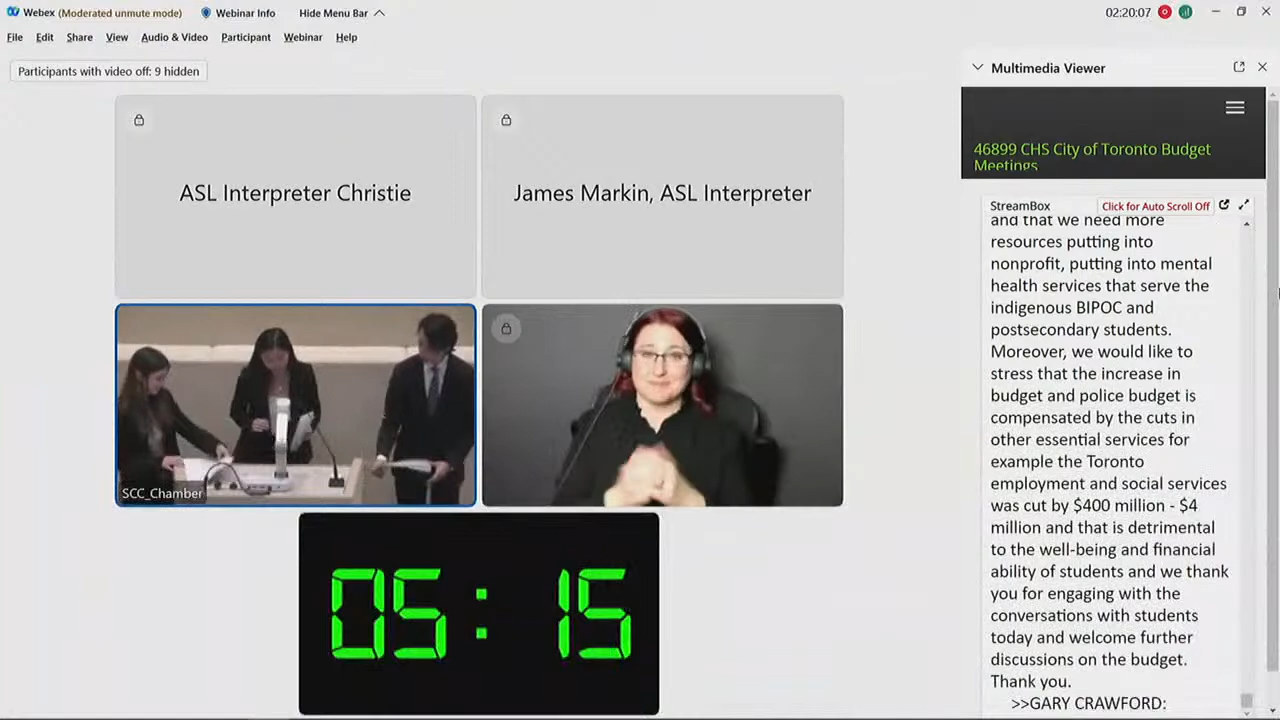 Webex (Moderated unmute mode) Webinar Info Hide Menu Bar 02:20:07
File Edit Share View Audio & Video Participant Webinar Help
Participants with video off: 9 hidden
ASL Interpreter Christie
James Markin, ASL Interpreter
SCC_Chamber
05:15
Multimedia Viewer
46899 CHS City of Toronto Budget
Meetings
StreamBox Click for Auto Scroll Off
and that we need more
resources putting into
nonprofit, putting into mental
health services that serve the
indigenous BIPOC and
postsecondary students.
Moreover, we would like to
stress that the increase in
budget and police budget is
compensated by the cuts in
other essential services for
example the Toronto
employment and social services
was cut by $400 million - $4
million and that is detrimental
to the well-being and financial
ability of students and we thank
you for engaging with the
conversations with students
today and welcome further
discussions on the budget.
Thank you.
>>GARY CRAWFORD: